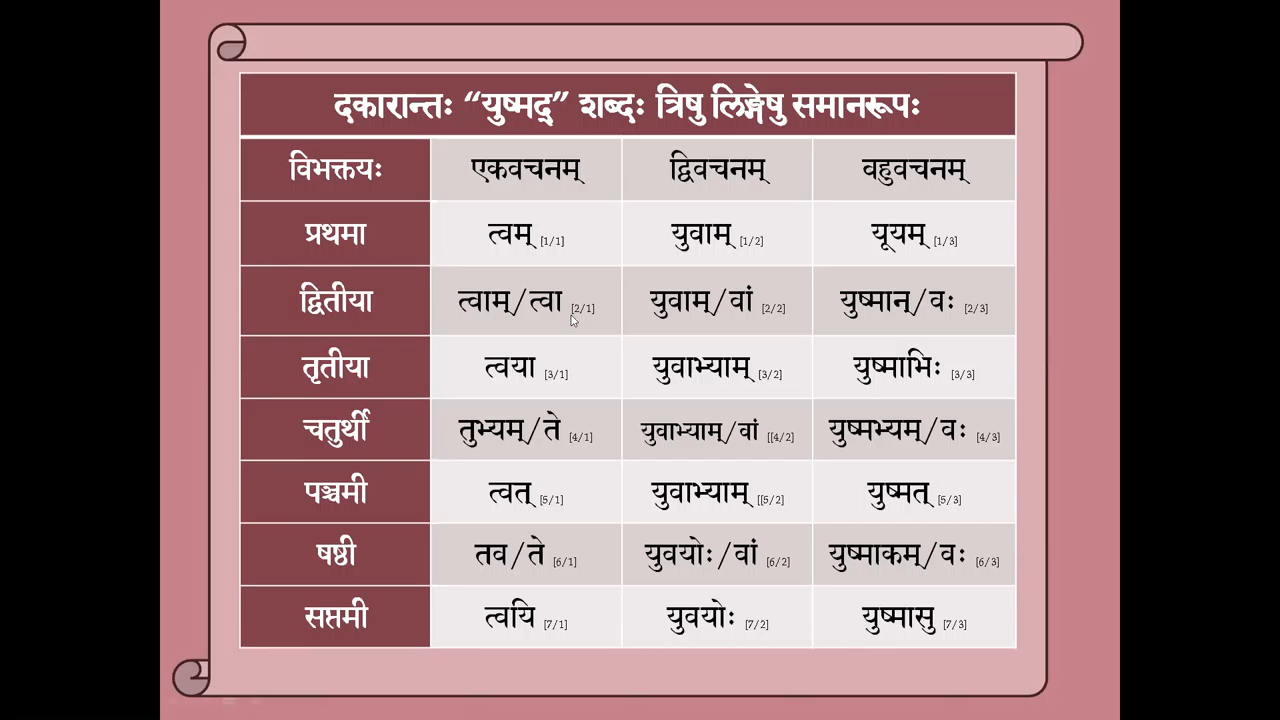 दकारान्तः “युष्मद्” शब्दः त्रिषु लिङ्गेषु समानरूपः
विभक्तयः एकवचनम् द्विवचनम् वहुवचनम्
प्रथमा त्वम् [1/1] युवाम् [1/2] यूयम् [1/3]
द्वितीया त्वाम्/त्वा [2/1] युवाम्/वां [2/2] युष्मान्/वः [2/3]
तृतीया त्वया [3/1] युवाभ्याम् [3/2] युष्माभिः [3/3]
चतुर्थी तुभ्यम्/ते [4/1] युवाभ्याम्/वां [[4/2] युष्मभ्यम्/वः [4/3]
पञ्चमी त्वत् [5/1] युवाभ्याम् [[5/2] युष्मत् [5/3]
षष्ठी तव/ते [6/1] युवयोः/वां [6/2] युष्माकम्/वः [6/3]
सप्तमी त्वयि [7/1] युवयोः [7/2] युष्मासु [7/3]